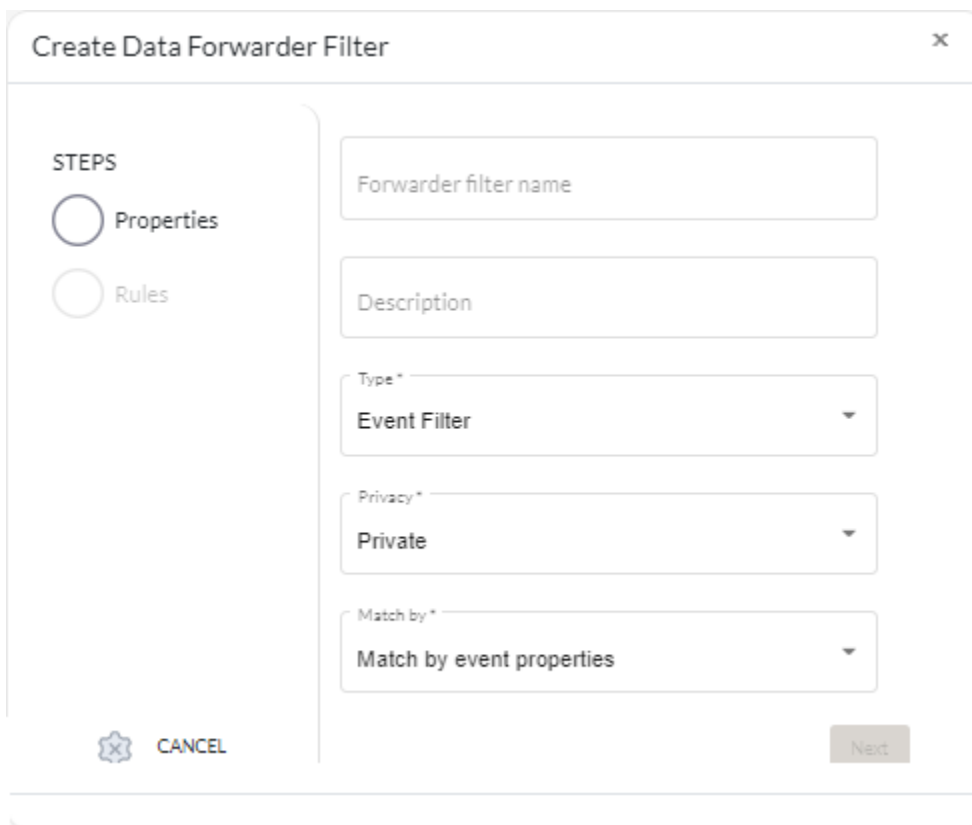 Create Data Forwarder Filter
STEPS
Properties
Rules
Forwarder filter name
Description
Type *
Event Filter
Privacy *
Private
Match by *
Match by event properties
CANCEL
Next